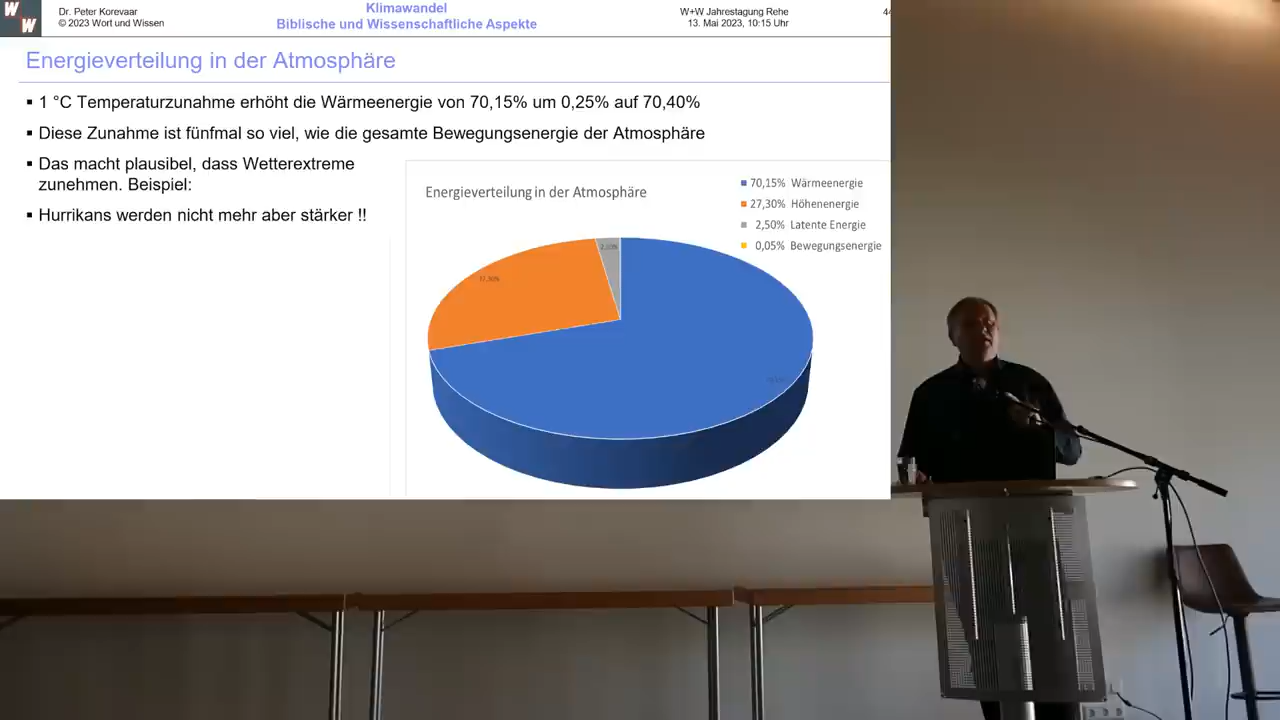 W
W
Dr. Peter Korevaar
© 2023 Wort und Wissen
Klimawandel
Biblische und Wissenschaftliche Aspekte
W+W Jahrestagung Rehe
13. Mai 2023, 10:15 Uhr
Energieverteilung in der Atmosphäre
▪ 1 °C Temperaturzunahme erhöht die Wärmeenergie von 70,15% um 0,25% auf 70,40%
▪ Diese Zunahme ist fünfmal so viel, wie die gesamte Bewegungsenergie der Atmosphäre
▪ Das macht plausibel, dass Wetterextreme
zunehmen. Beispiel:
▪ Hurrikans werden nicht mehr aber stärker !!
Energieverteilung in der Atmosphäre
70,15% Wärmeenergie
27,30% Höhenenergie
2,50% Latente Energie
0,05% Bewegungsenergie
2,50%
27,30%